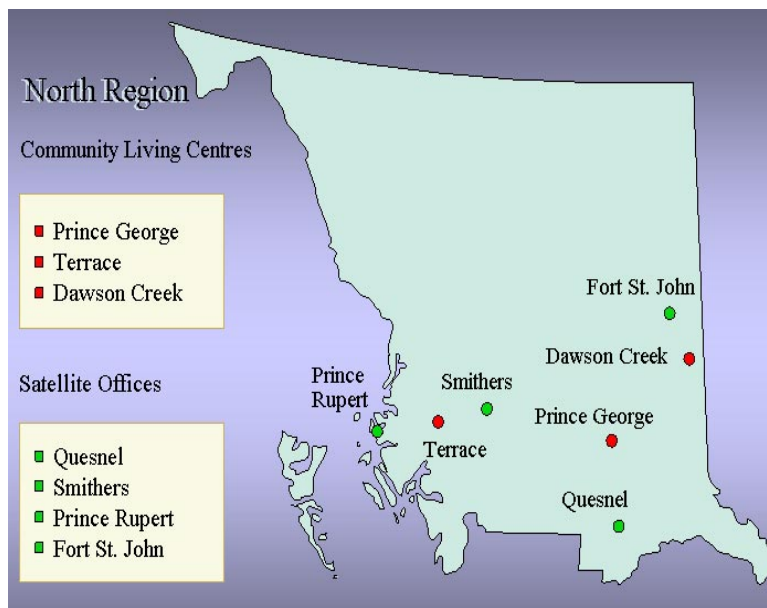 North Region
Community Living Centres
Prince George
Terrace
Dawson Creek
Satellite Offices
Quesnel
Smithers
Prince Rupert
Fort St. John
Fort St. John
Dawson Creek
Prince
Rupert
Smithers
Terrace
Prince George
Quesnel